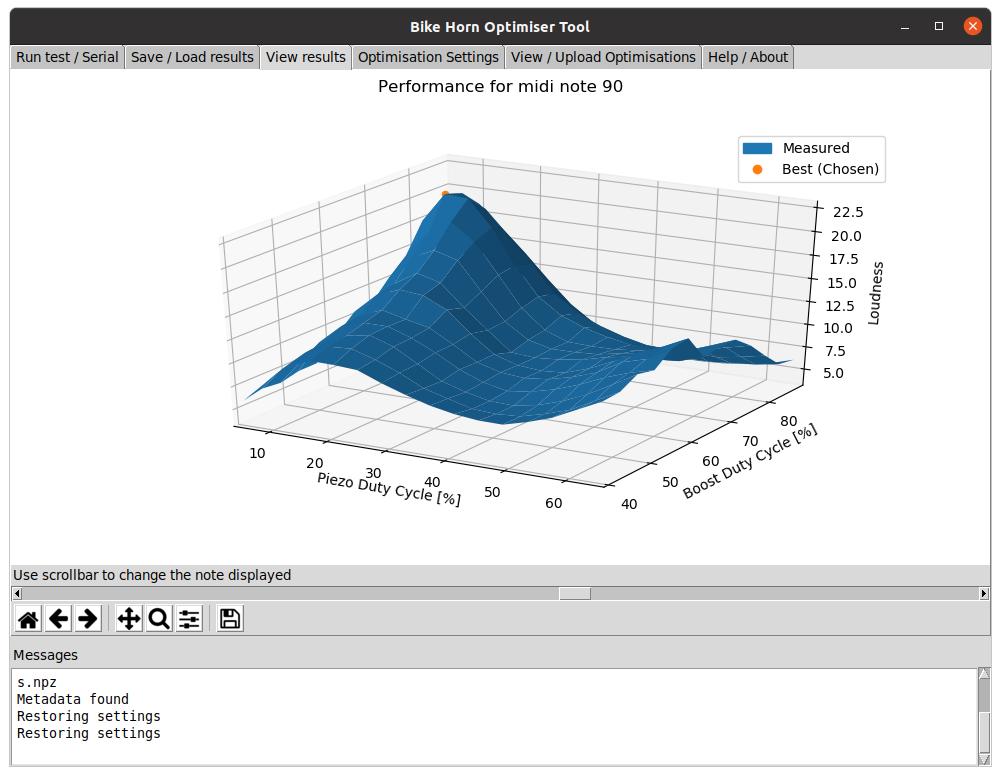 Bike Horn Optimiser Tool
Run test / Serial Save / Load results View results Optimisation Settings View / Upload Optimisations Help / About
Performance for midi note 90
Measured
Best (Chosen)
22.5
20.0
17.5
15.0
12.5
10.0
7.5
5.0
Loudness
10
20
30
40
50
60
Piezo Duty Cycle [%]
40
50
60
70
80
Boost Duty Cycle [%]
Use scrollbar to change the note displayed
Messages
s.npz
Metadata found
Restoring settings
Restoring settings